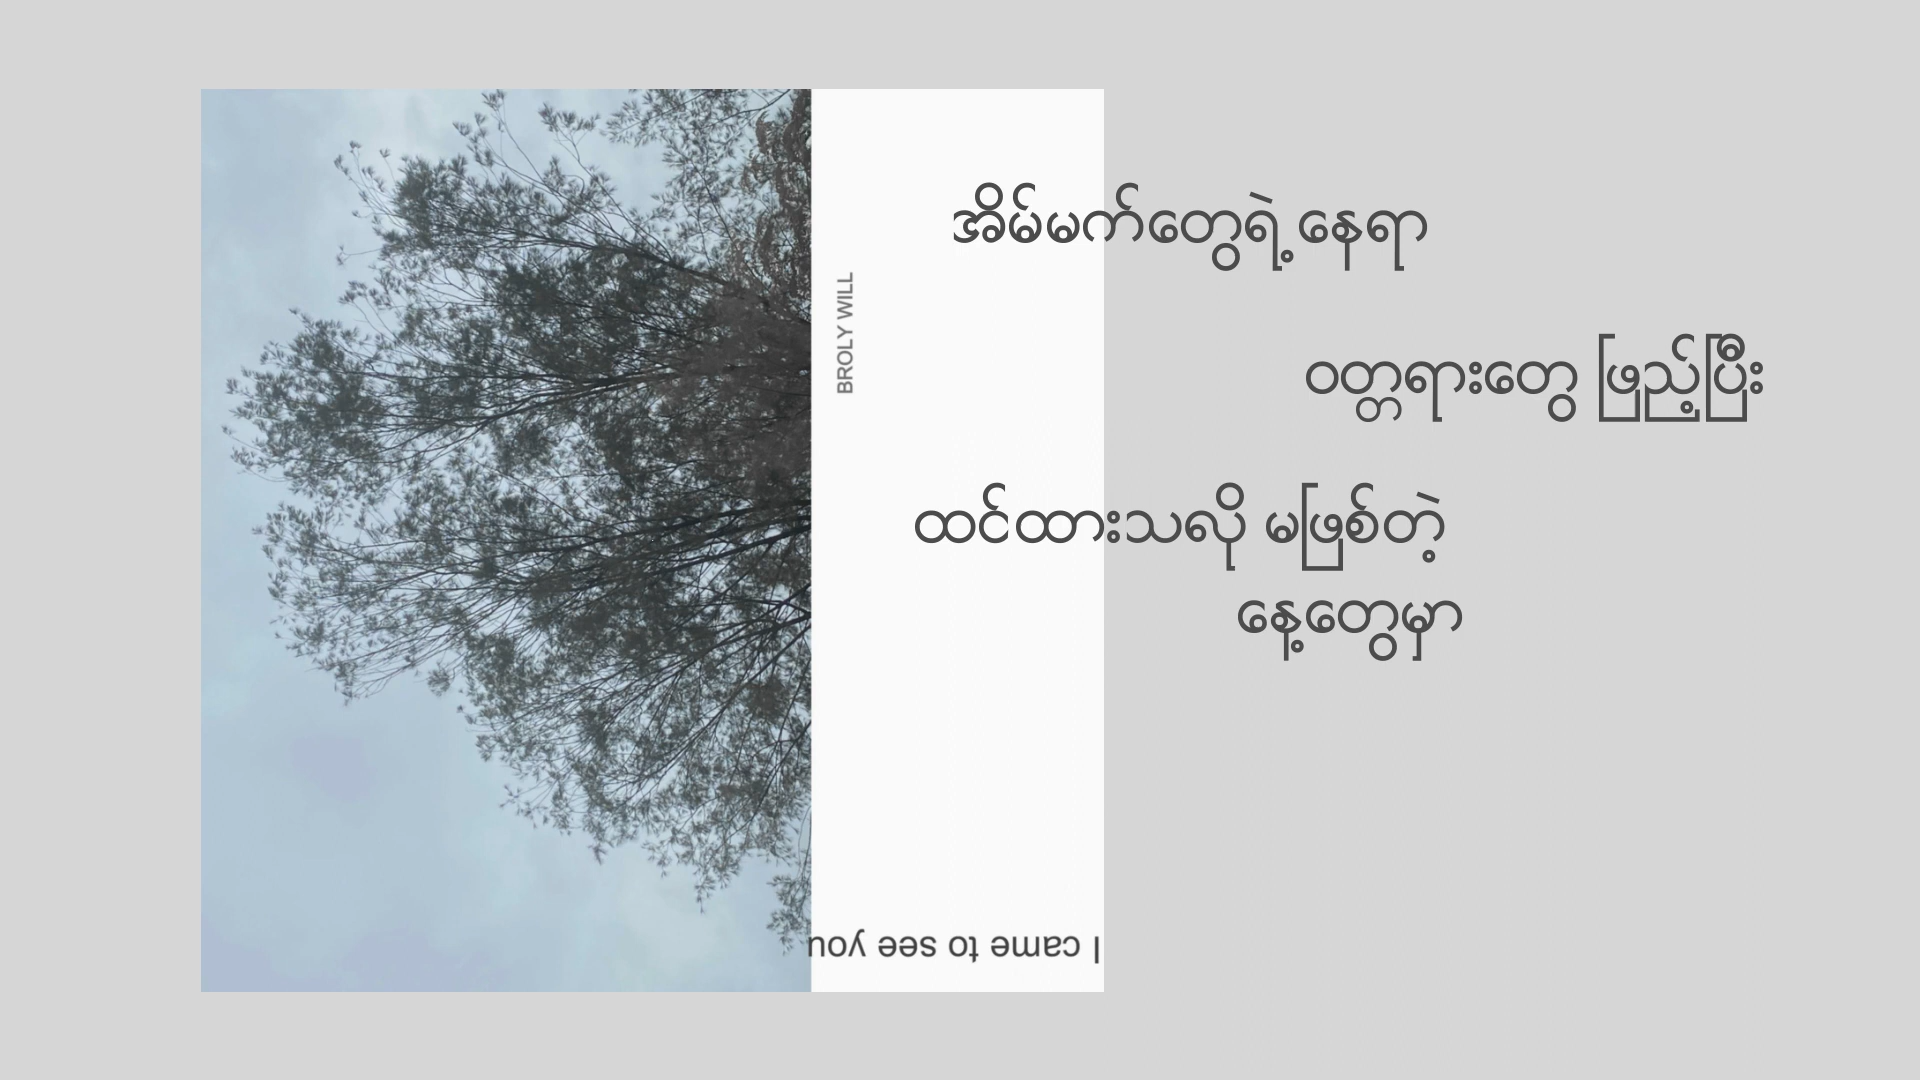 အိမ်မက်တွေရဲ့နေရာ
ဝတ္တရားတွေ ဖြည့်ပြီး
ထင်ထားသလို မဖြစ်တဲ့
နေ့တွေမှာ
BROLY WILL
I came to see you